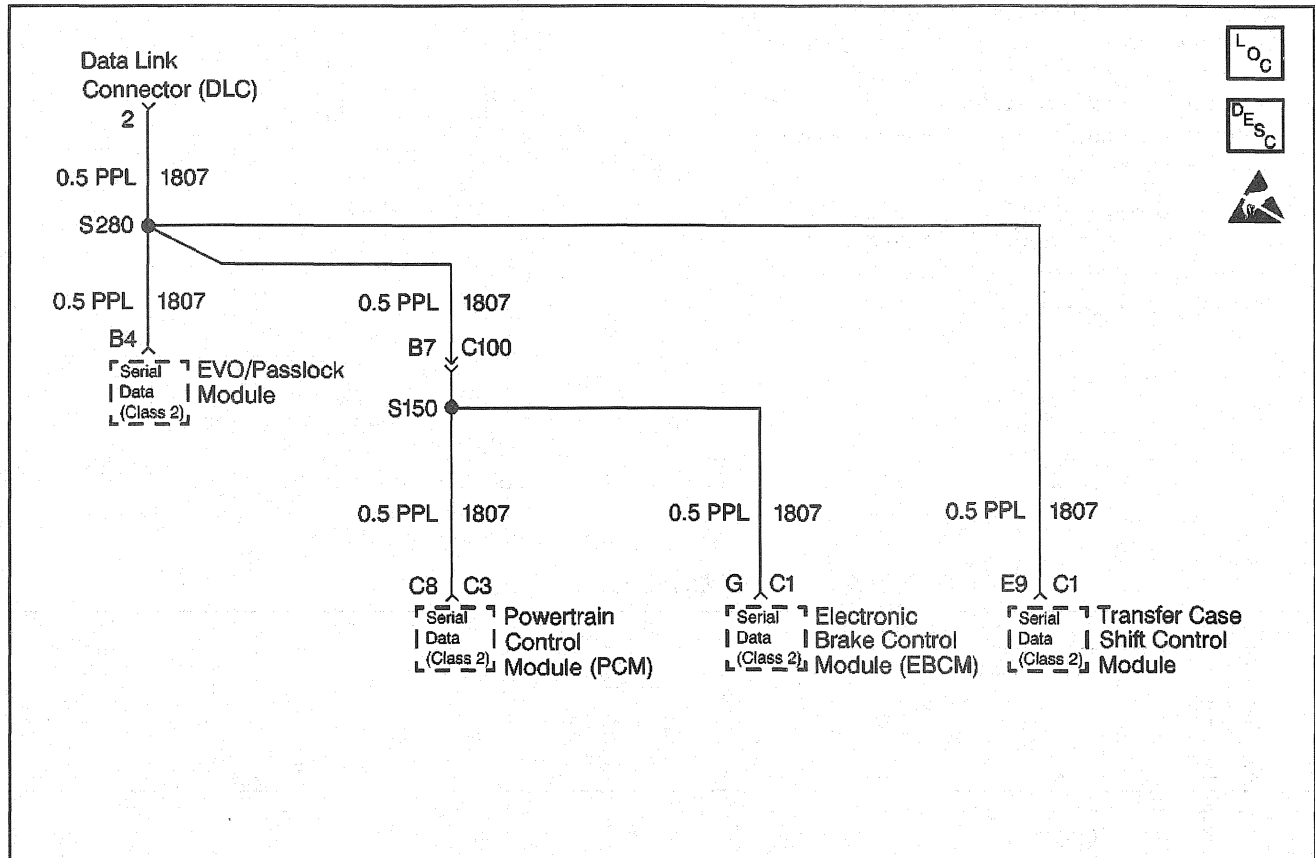 LOC
DESC
Data Link
Connector (DLC)
2
0.5 PPL 1807
S280
0.5 PPL 1807
0.5 PPL 1807
B4
B7 C100
Serial
Data
(Class 2)
EVO/Passlock
Module
S150
0.5 PPL 1807
0.5 PPL 1807
0.5 PPL 1807
C8 C3
G C1
E9 C1
Serial
Data
(Class 2)
Powertrain
Control
Module (PCM)
Serial
Data
(Class 2)
Electronic
Brake Control
Module (EBCM)
Serial
Data
(Class 2)
Transfer Case
Shift Control
Module